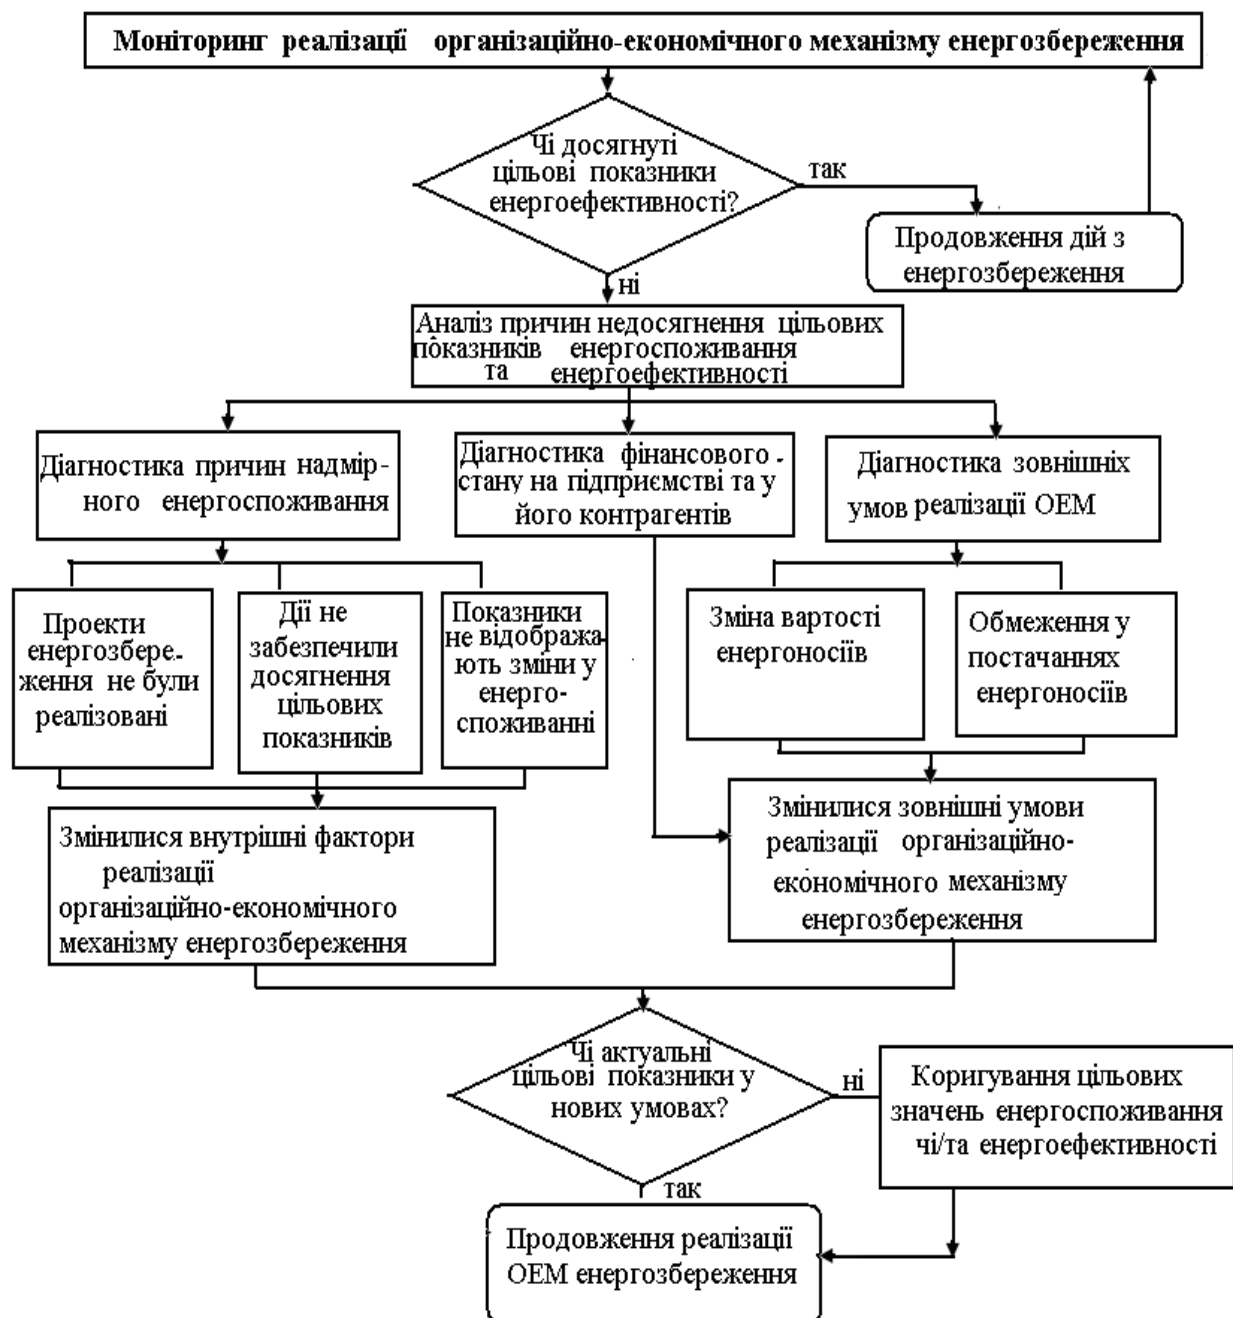 Моніторинг реалізації організаційно-економічного механізму енергозбереження
Чі досягнуті
цільові показники
енергоефективності?
так
Продовження дій з
енергозбереження
ні
Аналіз причин недосягнення цільових
показників енергоспоживання
та енергоефективності
Діагностика причин надмір-
ного енергоспоживання
Діагностика фінансового
стану на підприємстві та у
його контрагентів
Діагностика зовнішніх
умов реалізації ОЕМ
Проекти
енергозбере-
ження не були
реалізовані
Дії не
забезпечили
досягнення
цільових
показників
Показники
не відобража-
ють зміни у
енерго-
споживанні
Зміна вартості
енергоносіїв
Обмеження у
постачаннях
енергоносіїв
Змінилися внутрішні фактори
реалізації
організаційно-економічного
механізму енергозбереження
Змінилися зовнішні умови
реалізації організаційно-
економічного механізму
енергозбереження
Чі актуальні
цільові показники у
нових умовах?
ні
Коригування цільових
значень енергоспоживання
чі/та енергоефективності
так
Продовження реалізації
ОЕМ енергозбереження